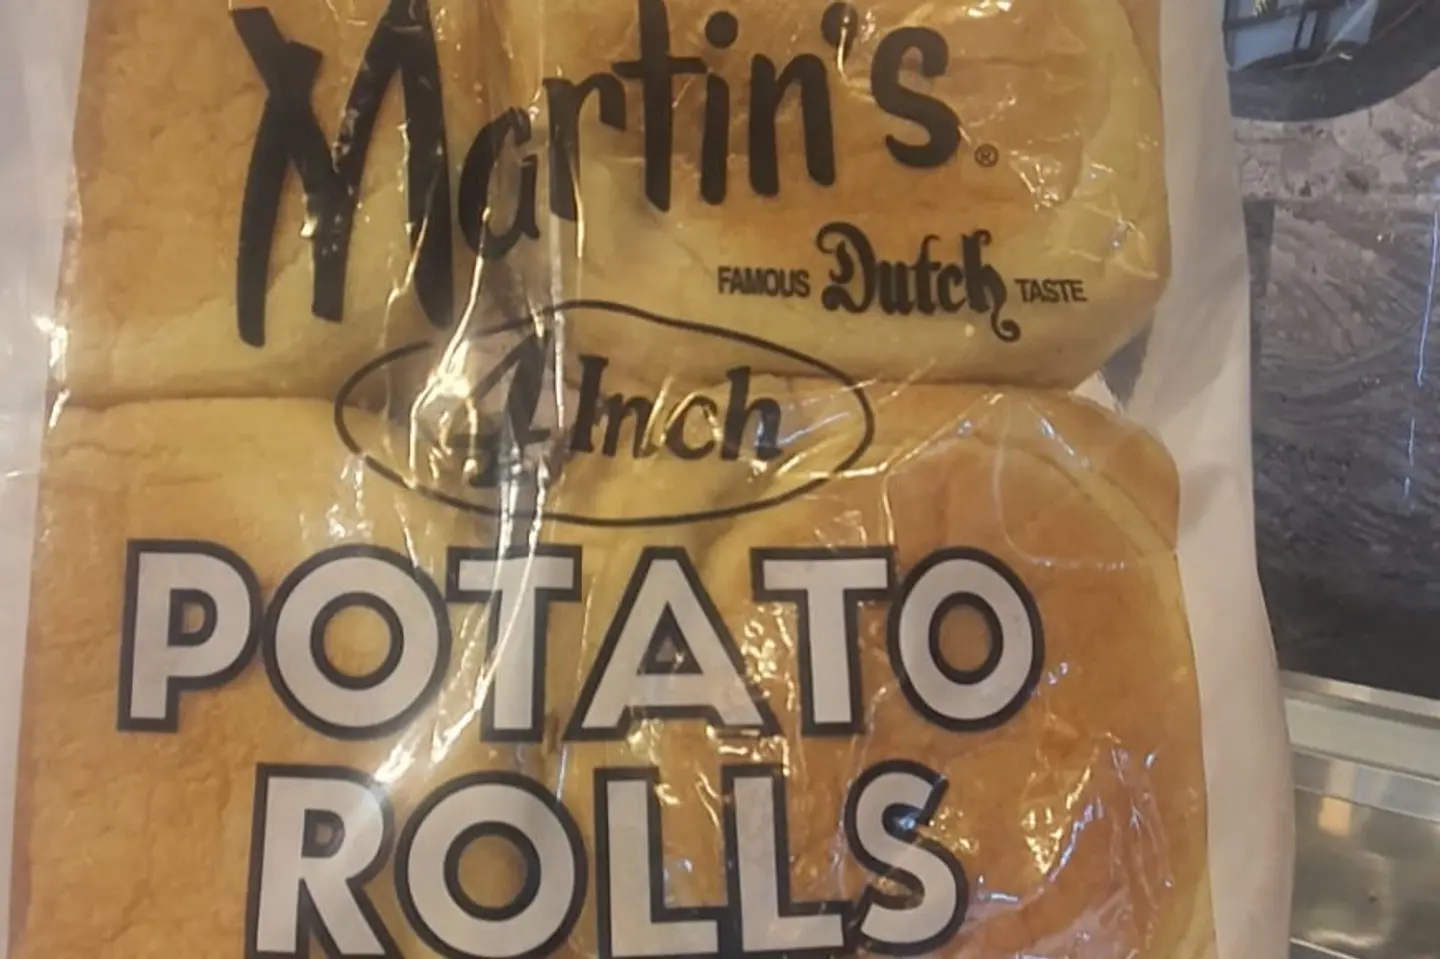 Martin's®
FAMOUS Dutch TASTE
4 Inch
POTATO
ROLLS